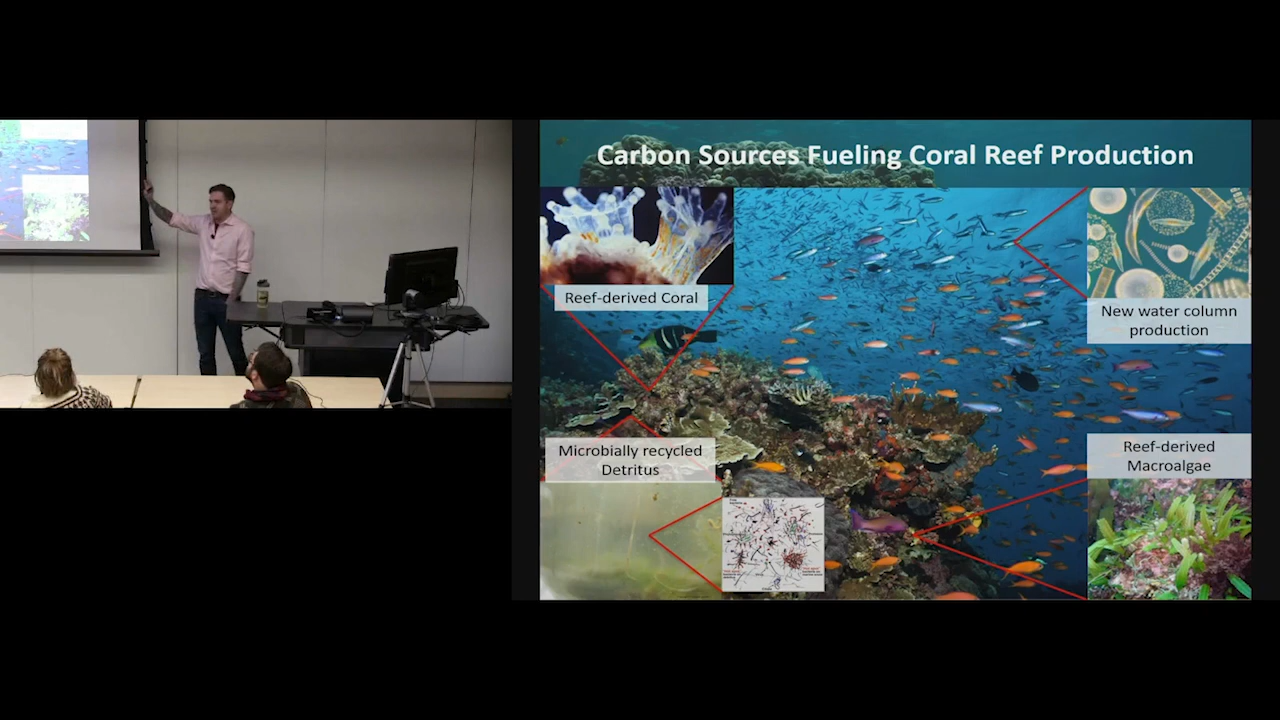 Carbon Sources Fueling Coral Reef Production
Reef-derived Coral
New water column
production
Microbially recycled
Detritus
Reef-derived
Macroalgae